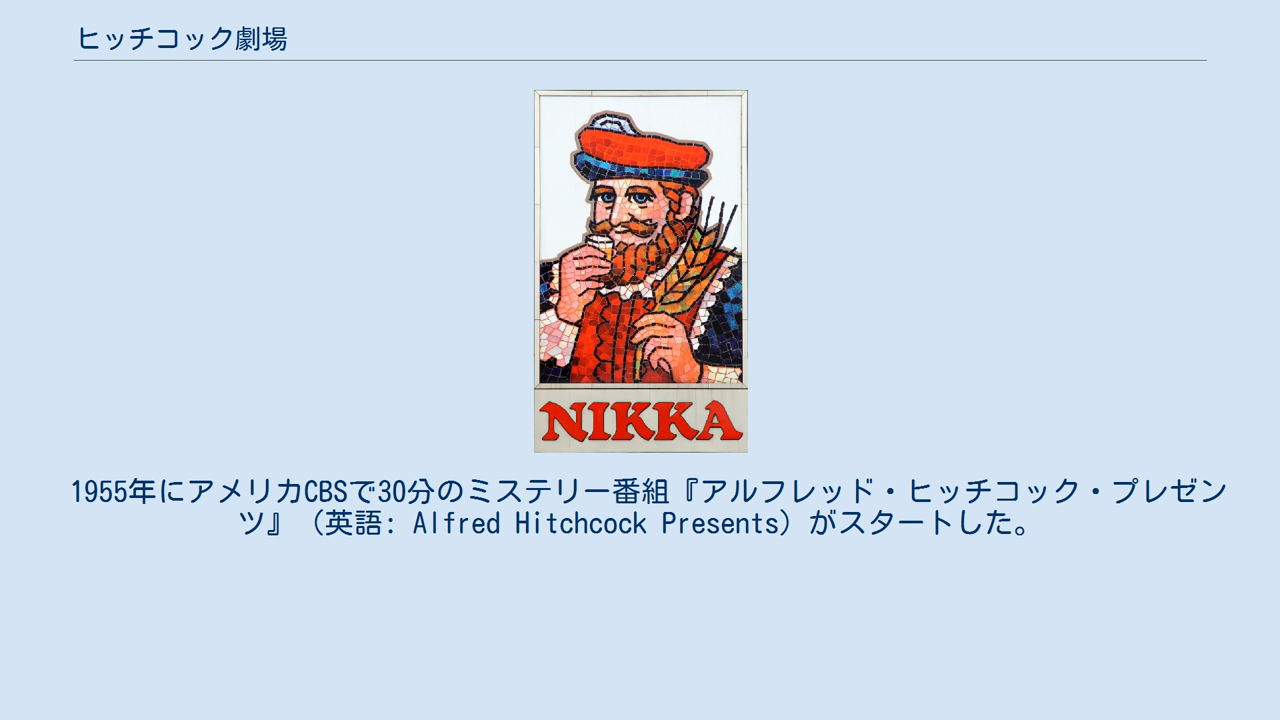 ヒッチコック劇場
NIKKA
1955年にアメリカCBSで30分のミステリー番組『アルフレッド・ヒッチコック・プレゼン
ツ』（英語: Alfred Hitchcock Presents）がスタートした。